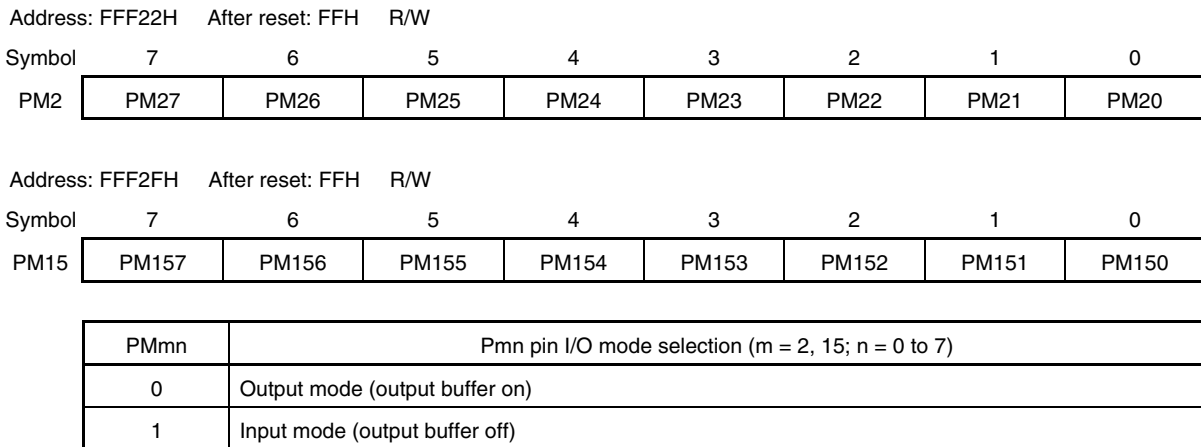 Address: FFF22H After reset: FFH R/W
Symbol 7 6 5 4 3 2 1 0
PM2 PM27 PM26 PM25 PM24 PM23 PM22 PM21 PM20
Address: FFF2FH After reset: FFH R/W
Symbol 7 6 5 4 3 2 1 0
PM15 PM157 PM156 PM155 PM154 PM153 PM152 PM151 PM150
PMmn Pmn pin I/O mode selection (m = 2, 15; n = 0 to 7)
0 Output mode (output buffer on)
1 Input mode (output buffer off)